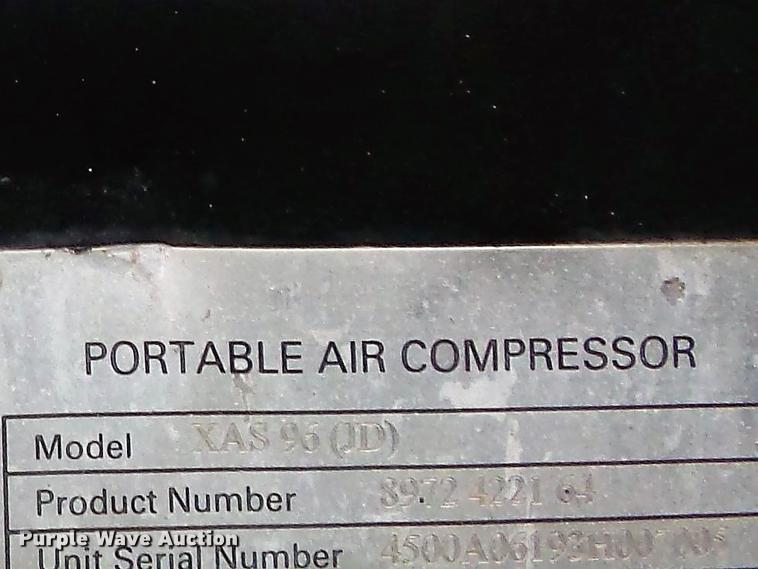 PORTABLE AIR COMPRESSOR
Model XAS 96 (JD)
Product Number 8972 4221 64
Purple Wave Auction
Unit Serial Number